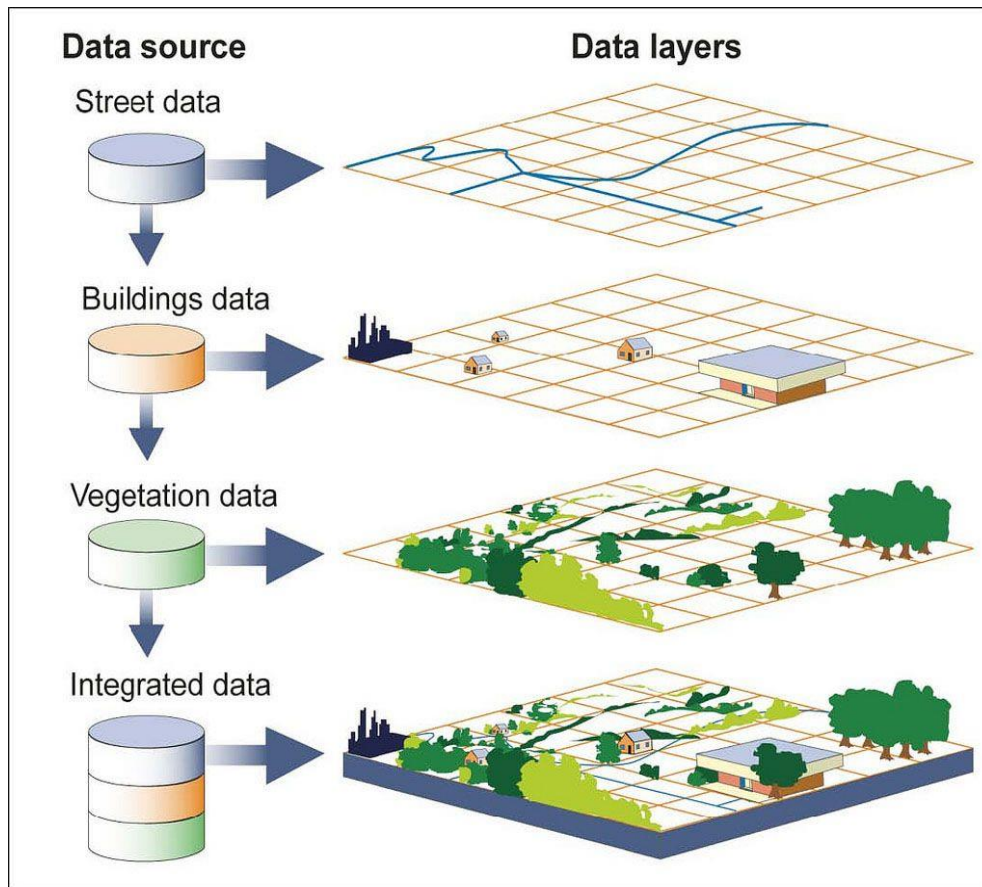 Data source
Data layers
Street data
Buildings data
Vegetation data
Integrated data